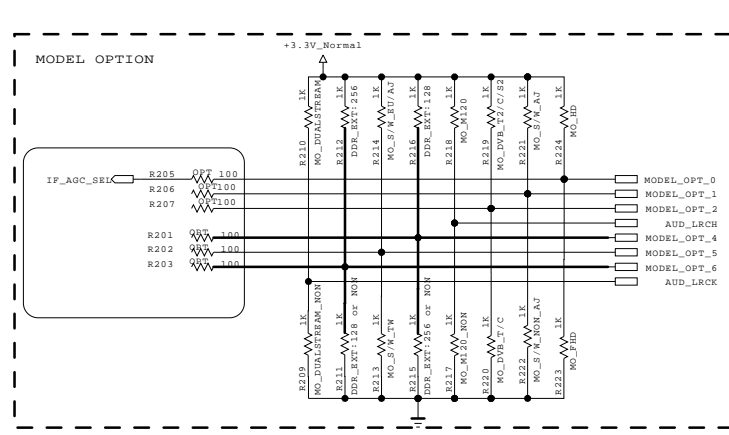 +3.3V_Normal
MODEL OPTION
1K
R210
MO_DUALSTREAM
1K
R212
DDR_EXT:256
1K
R214
MO_S/W_EU/AJ
1K
R216
DDR_EXT:128
1K
R218
MO_M120
1K
R219
MO_DVB_T2/C/S2
1K
R221
MO_S/W_AJ
1K
R224
MO_HD
IF_AGC_SEL
R205 OPT 100
R206 OPT 100
R207 OPT 100
R201 OPT 100
R202 OPT 100
R203 OPT 100
MODEL_OPT_0
MODEL_OPT_1
MODEL_OPT_2
AUD_LRCH
MODEL_OPT_4
MODEL_OPT_5
MODEL_OPT_6
AUD_LRCK
1K
R209
MO_DUALSTREAM_NON
1K
R211
DDR_EXT:128 or NON
1K
R213
MO_S/W_TW
1K
R215
DDR_EXT:256 or NON
1K
R217
MO_M120_NON
1K
R220
MO_DVB_T/C
1K
R222
MO_S/W_NON_AJ
1K
R223
MO_FHD